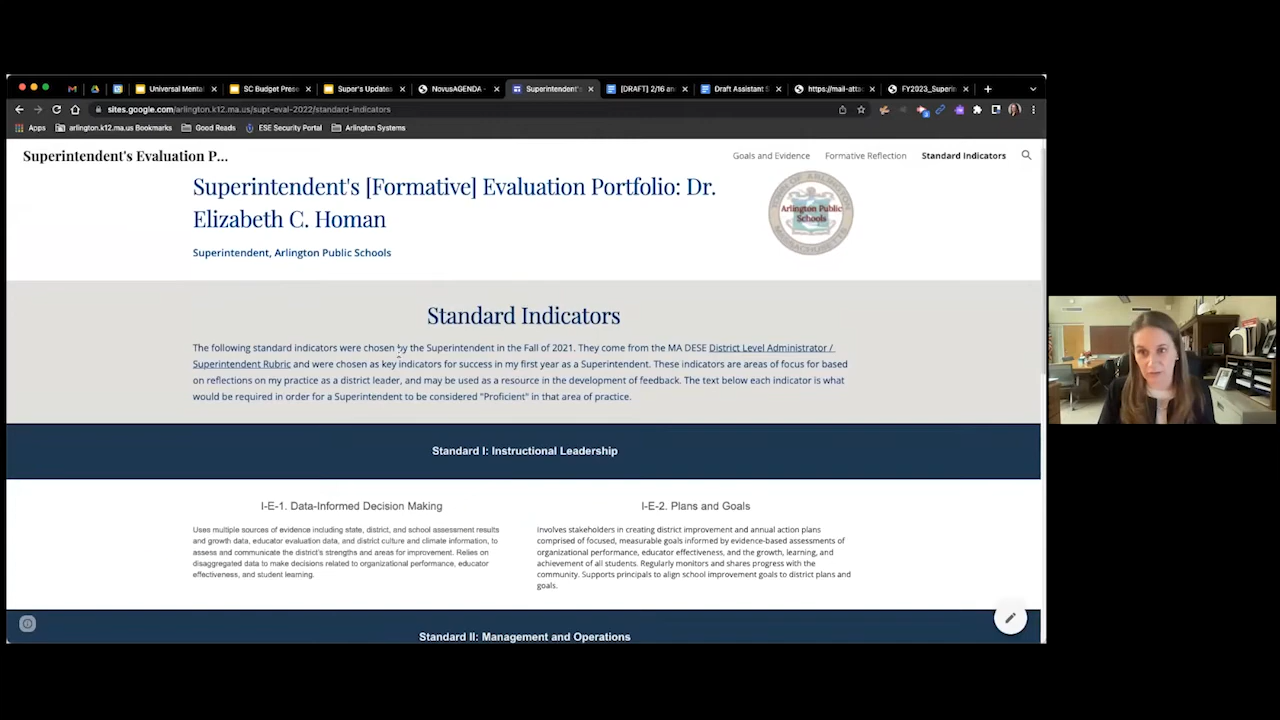 Universal Mental
SC Budget Prese
Super's Updates
NovusAGENDA -
Superintendent's
[DRAFT] 2/16 an
Draft Assistant S
https://mail-attac
FY2023_Superin
sites.google.com/arlington.k12.ma.us/supt-eval-2022/standard-indicators
Apps
arlington.k12.ma.us Bookmarks
Good Reads
ESE Security Portal
Arlington Systems
Superintendent's Evaluation P...
Goals and Evidence
Formative Reflection
Standard Indicators
Superintendent's [Formative] Evaluation Portfolio: Dr.
Elizabeth C. Homan
Superintendent, Arlington Public Schools
TOWN OF ARLINGTON
Arlington Public
Schools
MASSACHUSETTS
Standard Indicators
The following standard indicators were chosen by the Superintendent in the Fall of 2021. They come from the MA DESE District Level Administrator /
Superintendent Rubric and were chosen as key indicators for success in my first year as a Superintendent. These indicators are areas of focus for based
on reflections on my practice as a district leader, and may be used as a resource in the development of feedback. The text below each indicator is what
would be required in order for a Superintendent to be considered "Proficient" in that area of practice.
Standard I: Instructional Leadership
I-E-1. Data-Informed Decision Making
Uses multiple sources of evidence including state, district, and school assessment results
and growth data, educator evaluation data, and district culture and climate information, to
assess and communicate the district's strengths and areas for improvement. Relies on
disaggregated data to make decisions related to organizational performance, educator
effectiveness, and student learning.
I-E-2. Plans and Goals
Involves stakeholders in creating district improvement and annual action plans
comprised of focused, measurable goals informed by evidence-based assessments of
organizational performance, educator effectiveness, and the growth, learning, and
achievement of all students. Regularly monitors and shares progress with the
community. Supports principals to align school improvement goals to district plans and
goals.
Standard II: Management and Operations